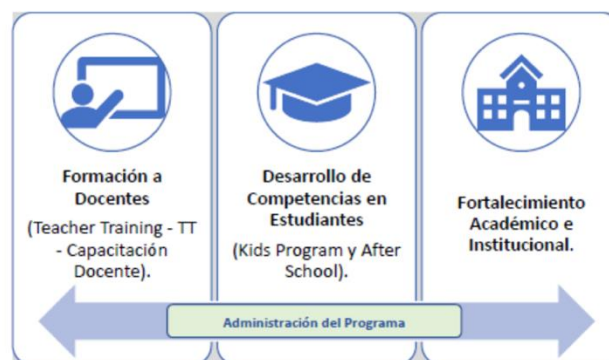 Formación a
Docentes
(Teacher Training - TT
- Capacitación
Docente).
Desarrollo de
Competencias en
Estudiantes
(Kids Program y After
School).
Fortalecimiento
Académico e
Institucional.
Administración del Programa